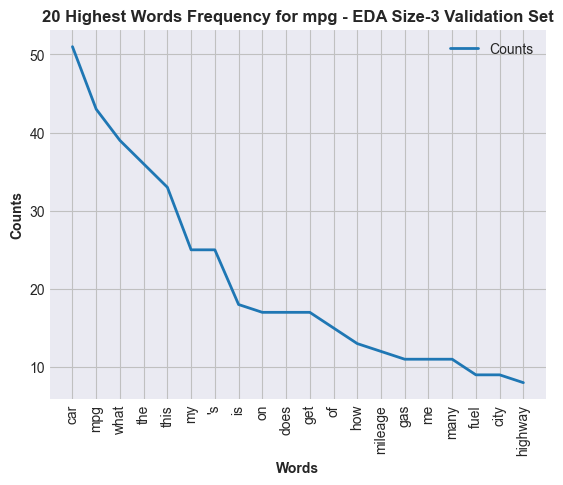 20 Highest Words Frequency for mpg - EDA Size-3 Validation Set
Counts
50
40
30
20
10
Counts
car
mpg
what
the
this
my
's
is
on
does
get
of
how
mileage
gas
me
many
fuel
city
highway
Words